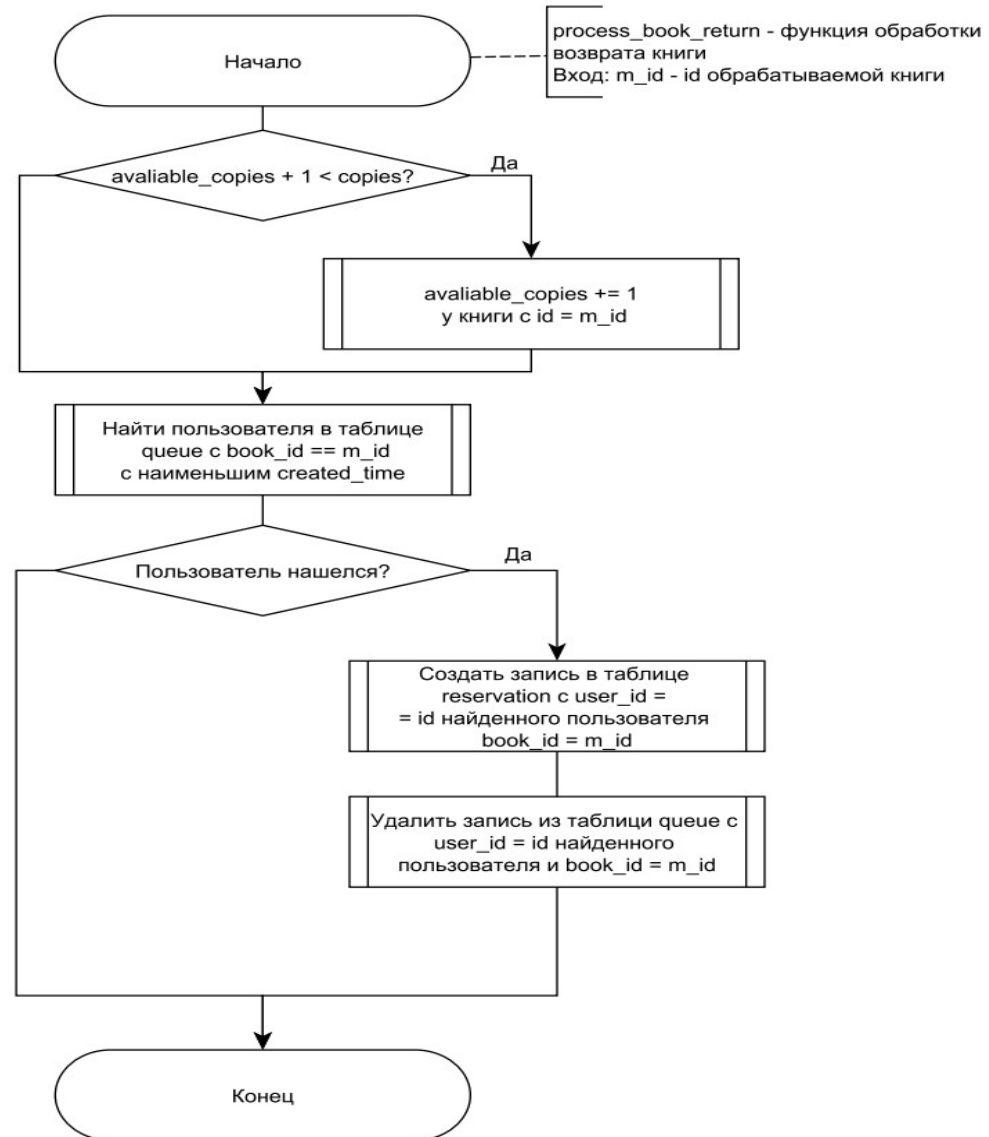 Начало
process_book_return - функция обработки
возврата книги
Вход: m_id - id обрабатываемой книги
avaliable_copies + 1 < copies?
Да
avaliable_copies += 1
у книги с id = m_id
Найти пользователя в таблице
queue с book_id == m_id
с наименьшим created_time
Пользователь нашелся?
Да
Создать запись в таблице
reservation с user_id =
= id найденного пользователя
book_id = m_id
Удалить запись из таблици queue с
user_id = id найденного
пользователя и book_id = m_id
Конец